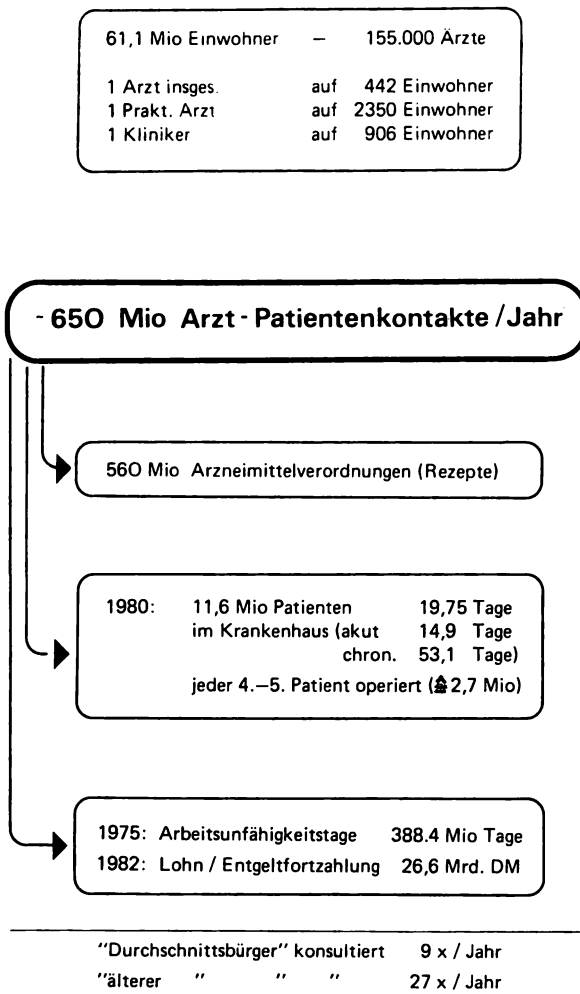 61,1 Mio Einwohner – 155.000 Ärzte
1 Arzt insges. auf 442 Einwohner
1 Prakt. Arzt auf 2350 Einwohner
1 Kliniker auf 906 Einwohner
- 650 Mio Arzt - Patientenkontakte / Jahr
560 Mio Arzneimittelverordnungen (Rezepte)
1980: 11,6 Mio Patienten 19,75 Tage
im Krankenhaus (akut 14,9 Tage
chron. 53,1 Tage)
jeder 4.–5. Patient operiert (≙ 2,7 Mio)
1975: Arbeitsunfähigkeitstage 388.4 Mio Tage
1982: Lohn / Entgeltfortzahlung 26,6 Mrd. DM
"Durchschnittsbürger" konsultiert 9 x / Jahr
"älterer " " " 27 x / Jahr